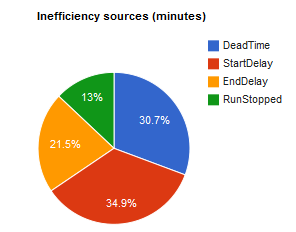 Inefficiency sources (minutes)
DeadTime
StartDelay
EndDelay
RunStopped
13%
30.7%
21.5%
34.9%